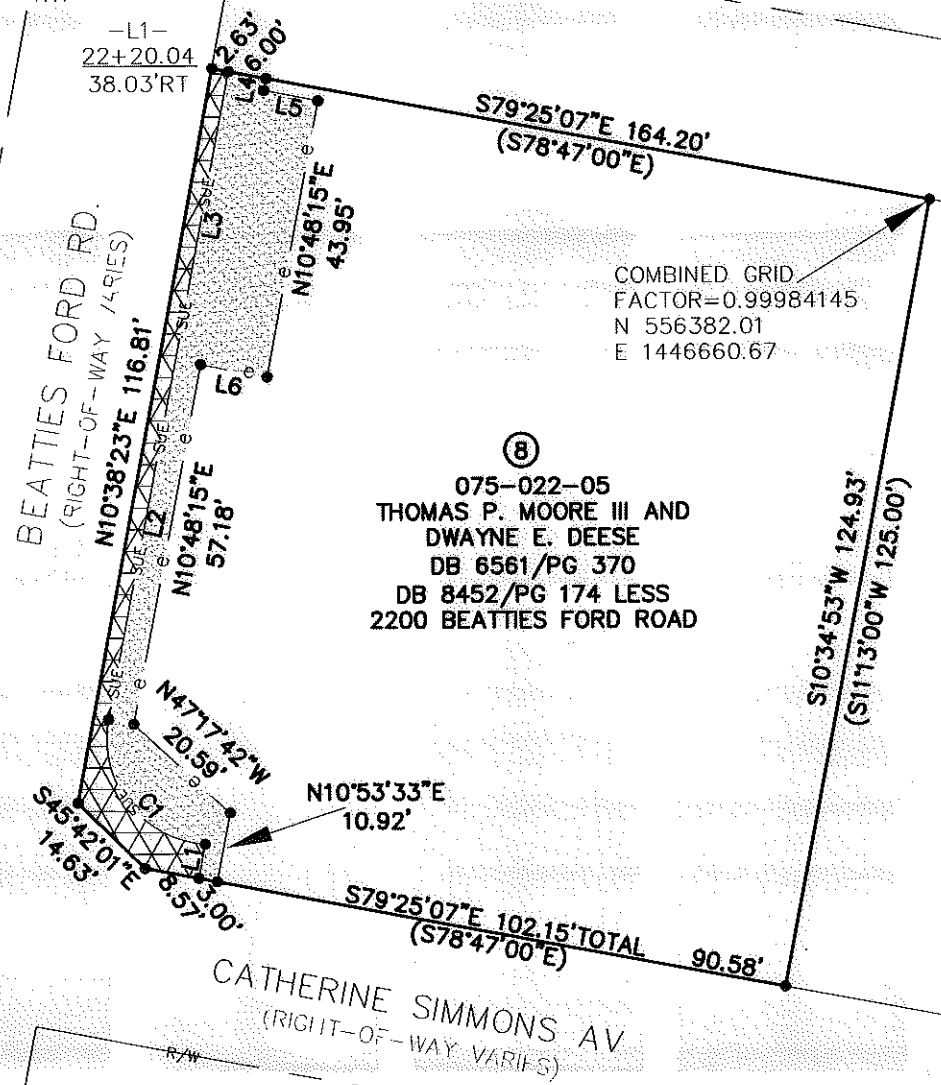 -L1-
22+20.04
38.03'RT
2.63'
6.00'
L4
L5
S79°25'07"E 164.20'
(S78°47'00"E)
SUE
L3
e
N10°48'15"E
43.95'
e
COMBINED GRID
FACTOR=0.99984145
N 556382.01
E 1446660.67
BEATTIES FORD RD.
(RIGHT-OF-WAY
N10°38'23"E 116.81'
SUE
L6
e
SUE
e
L2
N10°48'15"E
57.18'
SUE
e
SUE
e
8
075-022-05
THOMAS P. MOORE III AND
DWAYNE E. DEESE
DB 6561/PG 370
DB 8452/PG 174 LESS
2200 BEATTIES FORD ROAD
S10°34'53"W 124.93'
(S11°13'00"W 125.00')
N47°17'42"W
20.59'
e
C1
SUE
N10°53'33"E
10.92'
S45°42'01"E
14.63'
L1
8.57'
3.00'
S79°25'07"E 102.15'TOTAL
(S78°47'00"E)
90.58'
CATHERINE SIMMONS AV
(RIGHT-OF-WAY VARIES)
R/W